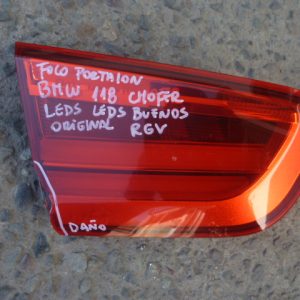 FOCO PORTALON
BMW 118 CHOFER
LEDS LEDS BUENOS
ORIGINAL RGV
DAÑO